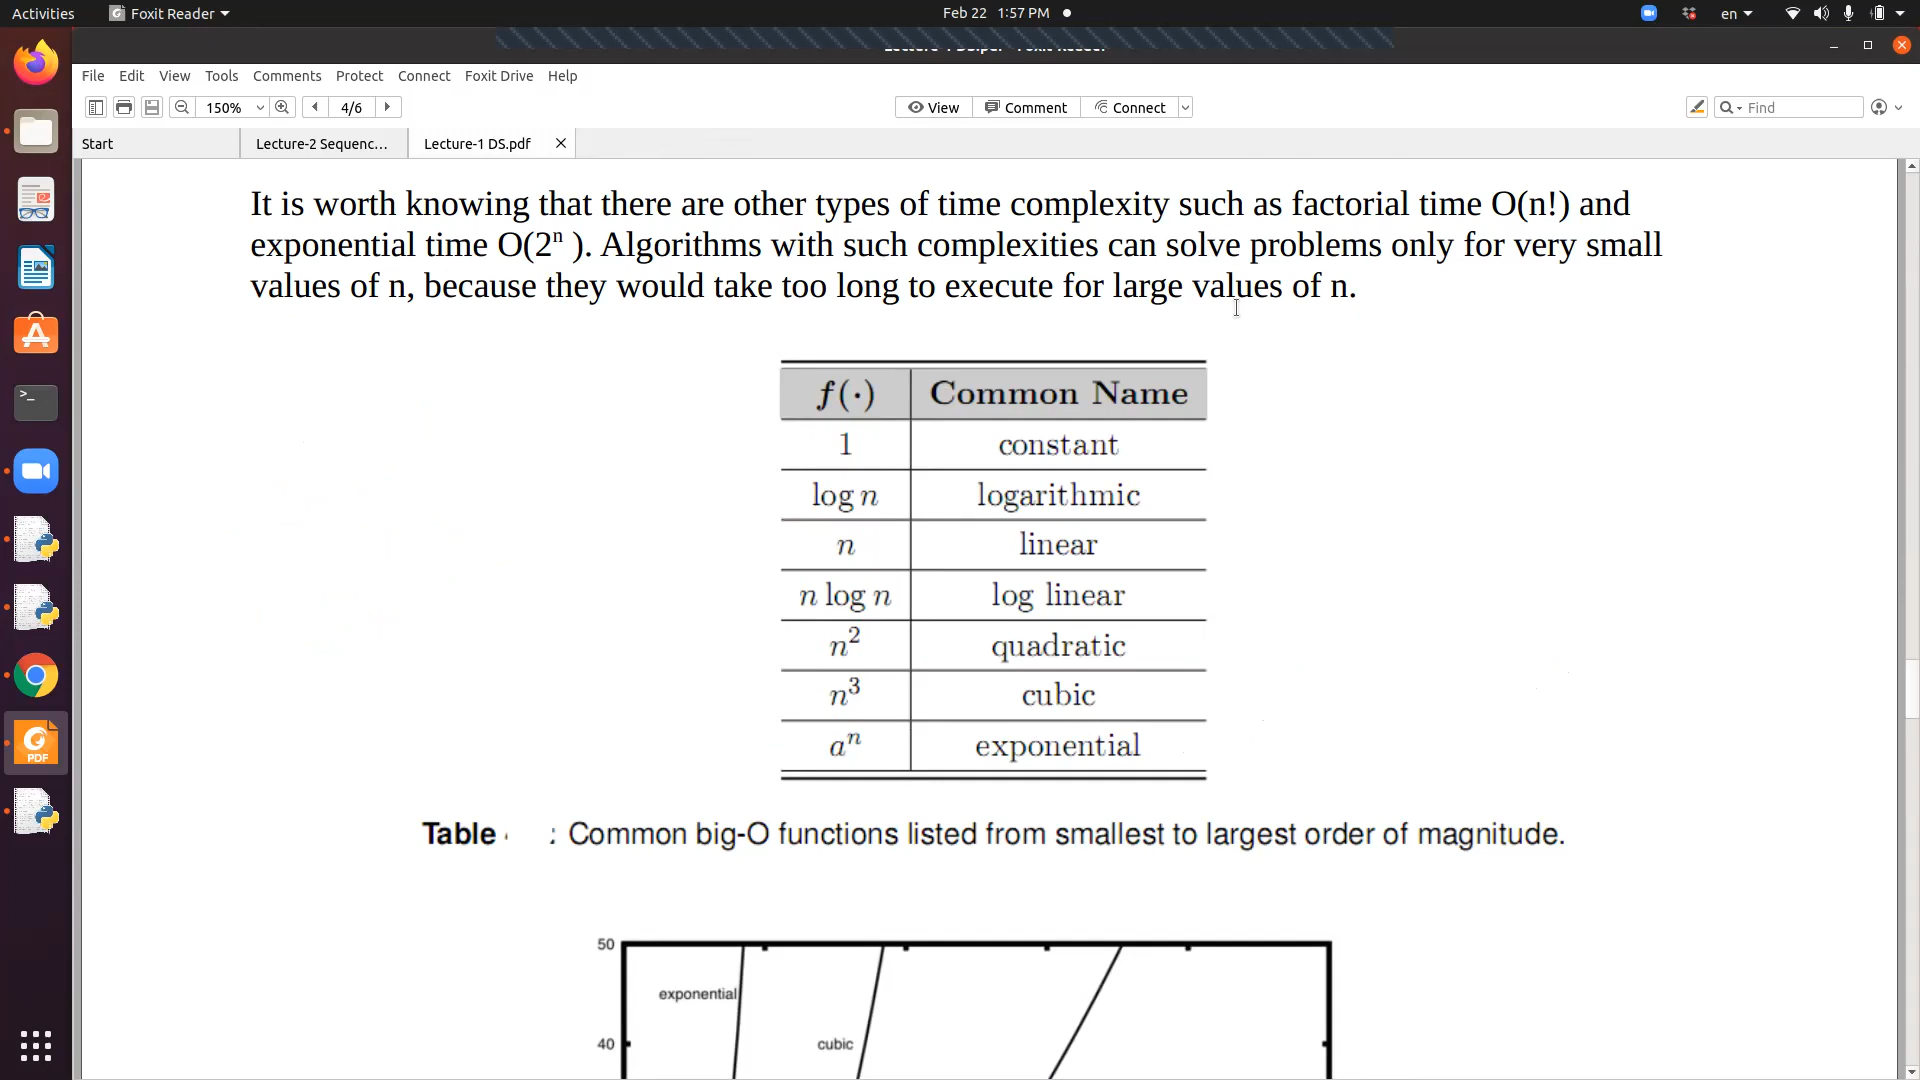 Activities Foxit Reader Feb 22 1:57 PM en
File Edit View Tools Comments Protect Connect Foxit Drive Help
150% 4/6 View Comment Connect Find
Start Lecture-2 Sequenc... Lecture-1 DS.pdf
It is worth knowing that there are other types of time complexity such as factorial time O(n!) and
exponential time O(2ⁿ ). Algorithms with such complexities can solve problems only for very small
values of n, because they would take too long to execute for large values of n.
f(·) Common Name
1 constant
log n logarithmic
n linear
n log n log linear
n² quadratic
n³ cubic
aⁿ exponential
Table : Common big-O functions listed from smallest to largest order of magnitude.
50
exponential
40 cubic
>_
PDF